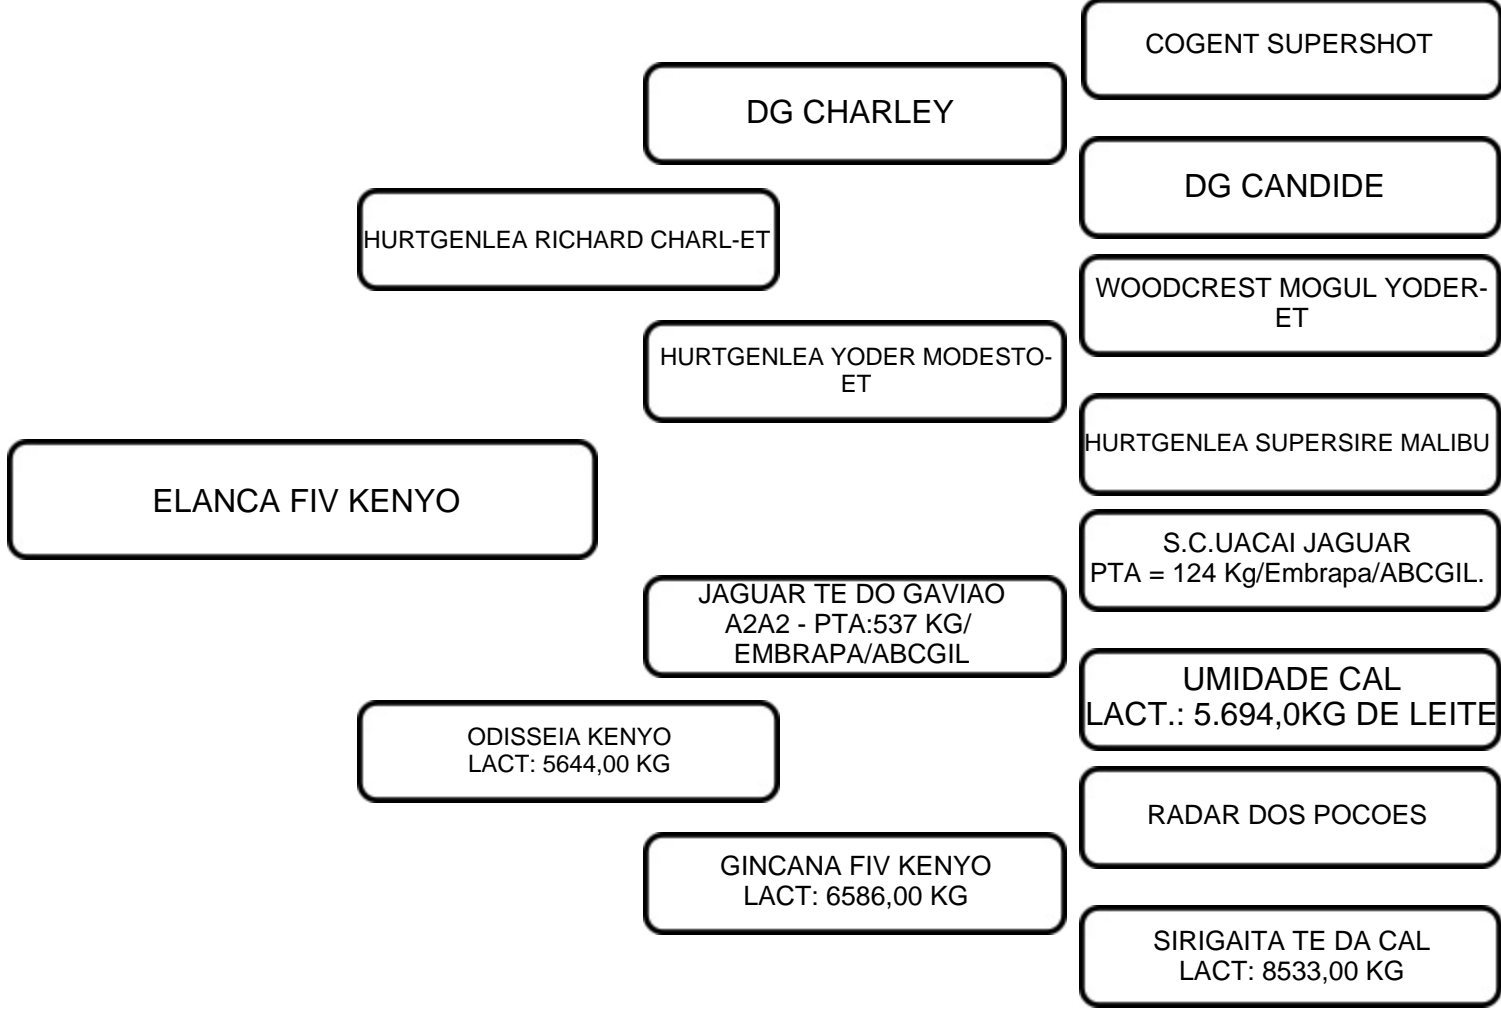 COGENT SUPERSHOT
DG CHARLEY
DG CANDIDE
HURTGENLEA RICHARD CHARL-ET
WOODCREST MOGUL YODER-
ET
HURTGENLEA YODER MODESTO-
ET
HURTGENLEA SUPERSIRE MALIBU
ELANCA FIV KENYO
S.C.UACAI JAGUAR
PTA = 124 Kg/Embrapa/ABCGIL.
JAGUAR TE DO GAVIAO
A2A2 - PTA:537 KG/
EMBRAPA/ABCGIL
UMIDADE CAL
LACT.: 5.694,0KG DE LEITE
ODISSEIA KENYO
LACT: 5644,00 KG
RADAR DOS POCOES
GINCANA FIV KENYO
LACT: 6586,00 KG
SIRIGAITA TE DA CAL
LACT: 8533,00 KG